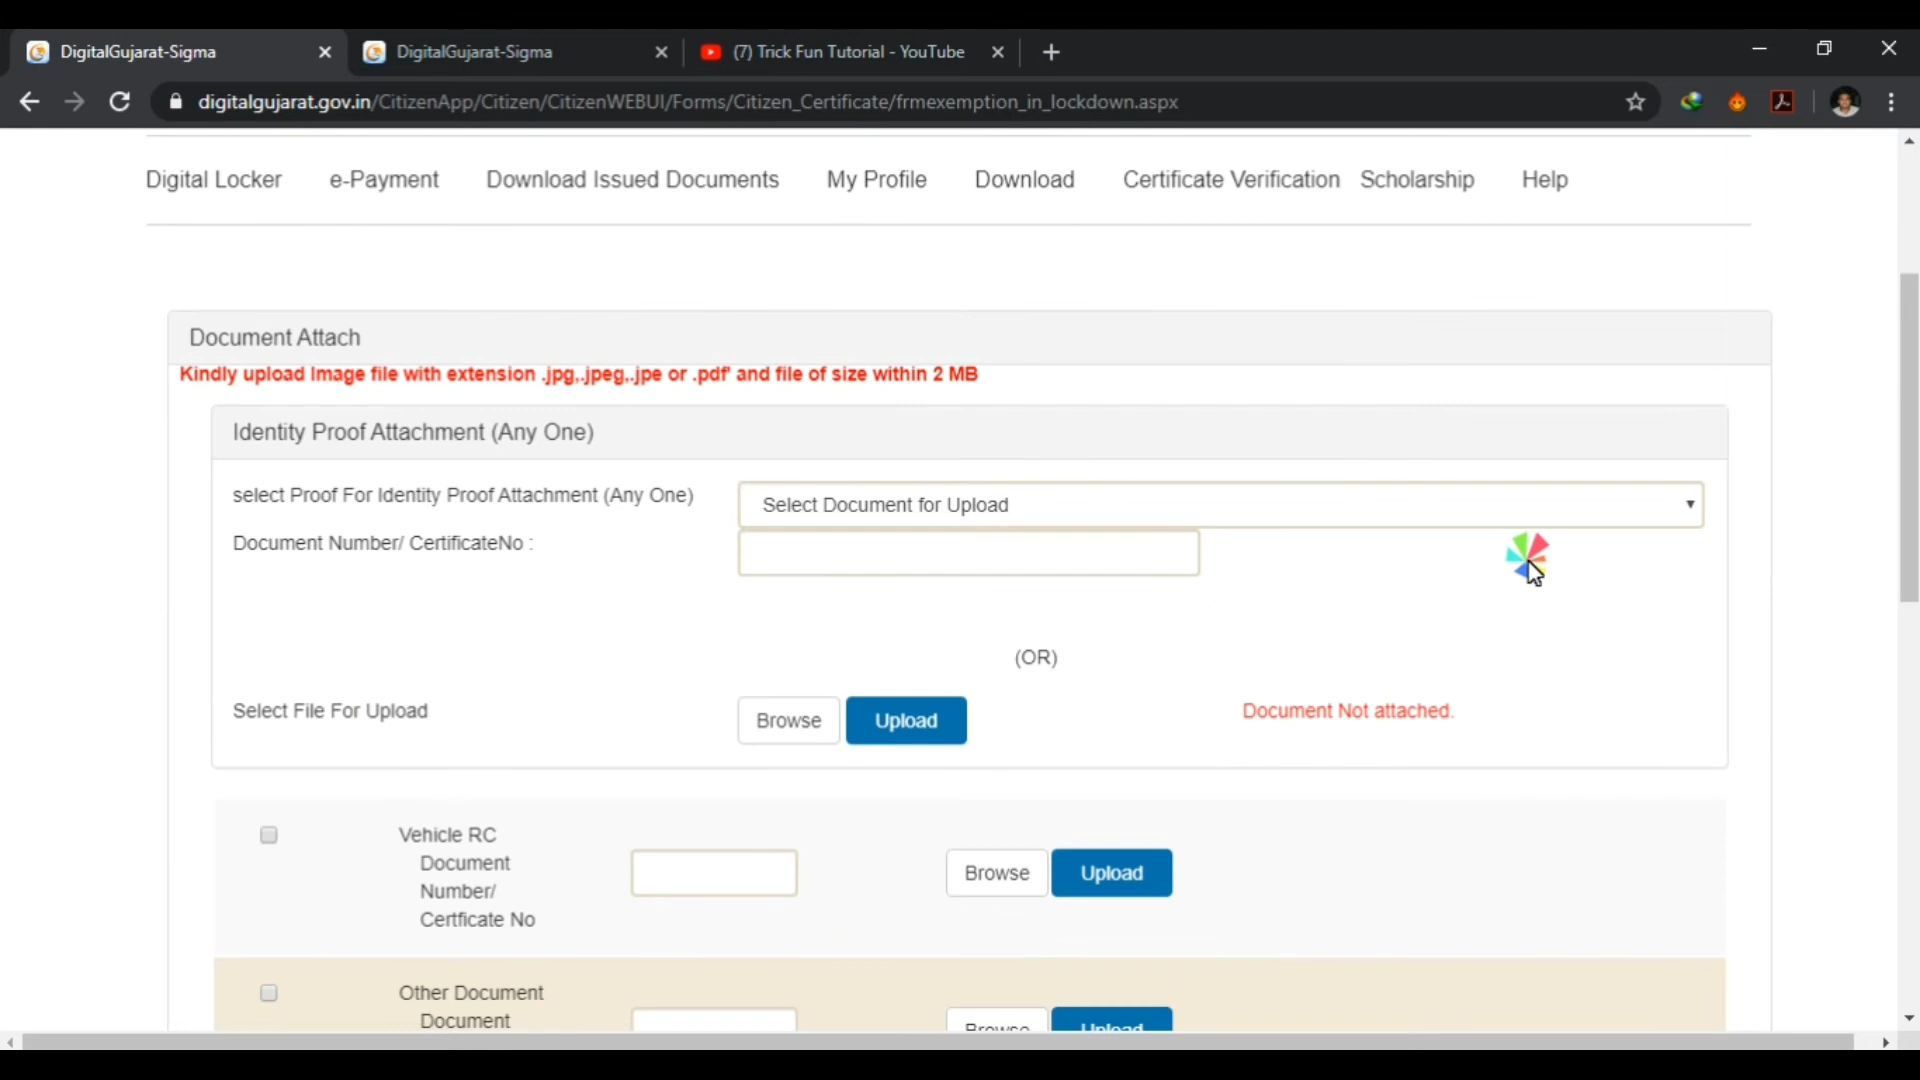 DigitalGujarat-Sigma
DigitalGujarat-Sigma
(7) Trick Fun Tutorial - YouTube
digitalgujarat.gov.in/CitizenApp/Citizen/CitizenWEBUI/Forms/Citizen_Certificate/frmexemption_in_lockdown.aspx
Digital Locker e-Payment Download Issued Documents My Profile Download Certificate Verification Scholarship Help
Document Attach
Kindly upload Image file with extension .jpg,.jpeg,.jpe or .pdf' and file of size within 2 MB
Identity Proof Attachment (Any One)
select Proof For Identity Proof Attachment (Any One) Select Document for Upload
Document Number/ CertificateNo :
(OR)
Select File For Upload Browse Upload Document Not attached.
Vehicle RC
Document
Number/
Certficate No
Browse Upload
Other Document
Document
Browse Upload